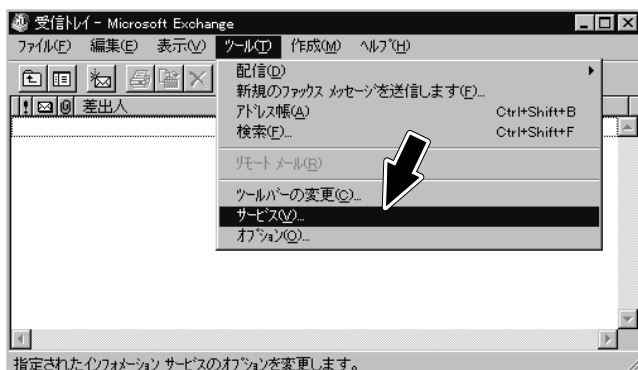 受信トレイ - Microsoft Exchange
ファイル(F) 編集(E) 表示(V) ツール(T) 作成(M) ヘルプ(H)
配信(D)
新規のファックス メッセージを送信します(F)...
アドレス帳(A) Ctrl+Shift+B
検索(F)... Ctrl+Shift+F
リモート メール(R)
ツールバーの変更(C)...
サービス(V)...
オプション(O)...
! 差出人
指定されたインフォメーション サービスのオプションを変更します。